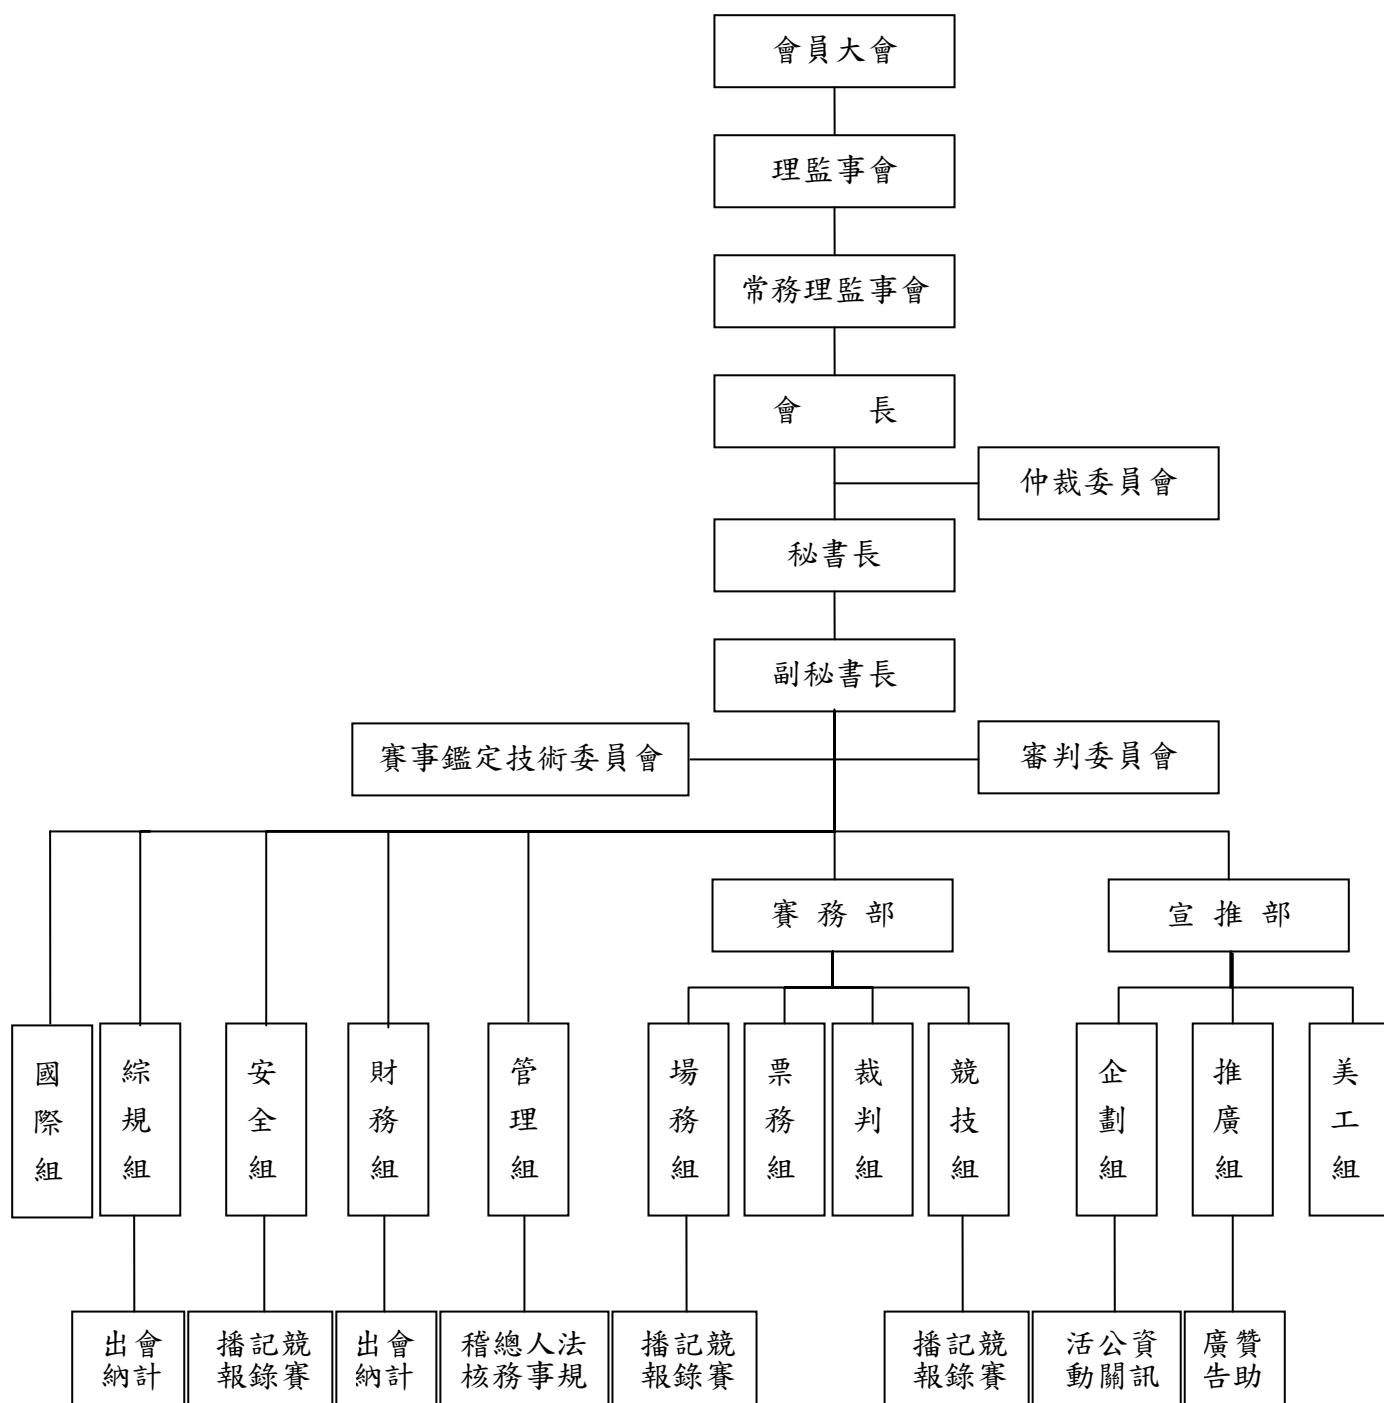 會員大會
理監事會
常務理監事會
會　　長
仲裁委員會
秘書長
副秘書長
賽事鑑定技術委員會
審判委員會
賽 務 部
宣 推 部
國際組
綜規組
安全組
財務組
管理組
場務組
票務組
裁判組
競技組
企劃組
推廣組
美工組
出會
納計
播記競
報錄賽
出會
納計
稽總人法
核務事規
播記競
報錄賽
播記競
報錄賽
活公資
動關訊
廣贊
告助